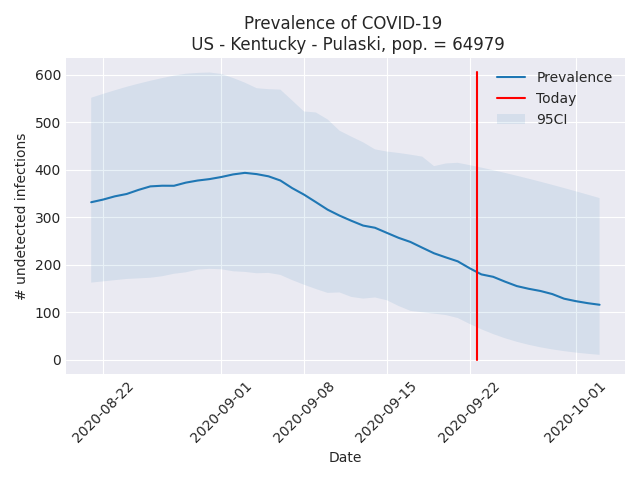 Prevalence of COVID-19
US - Kentucky - Pulaski, pop. = 64979
Prevalence
Today
95CI
# undetected infections
600
500
400
300
200
100
0
2020-08-22
2020-09-01
2020-09-08
2020-09-15
2020-09-22
2020-10-01
Date